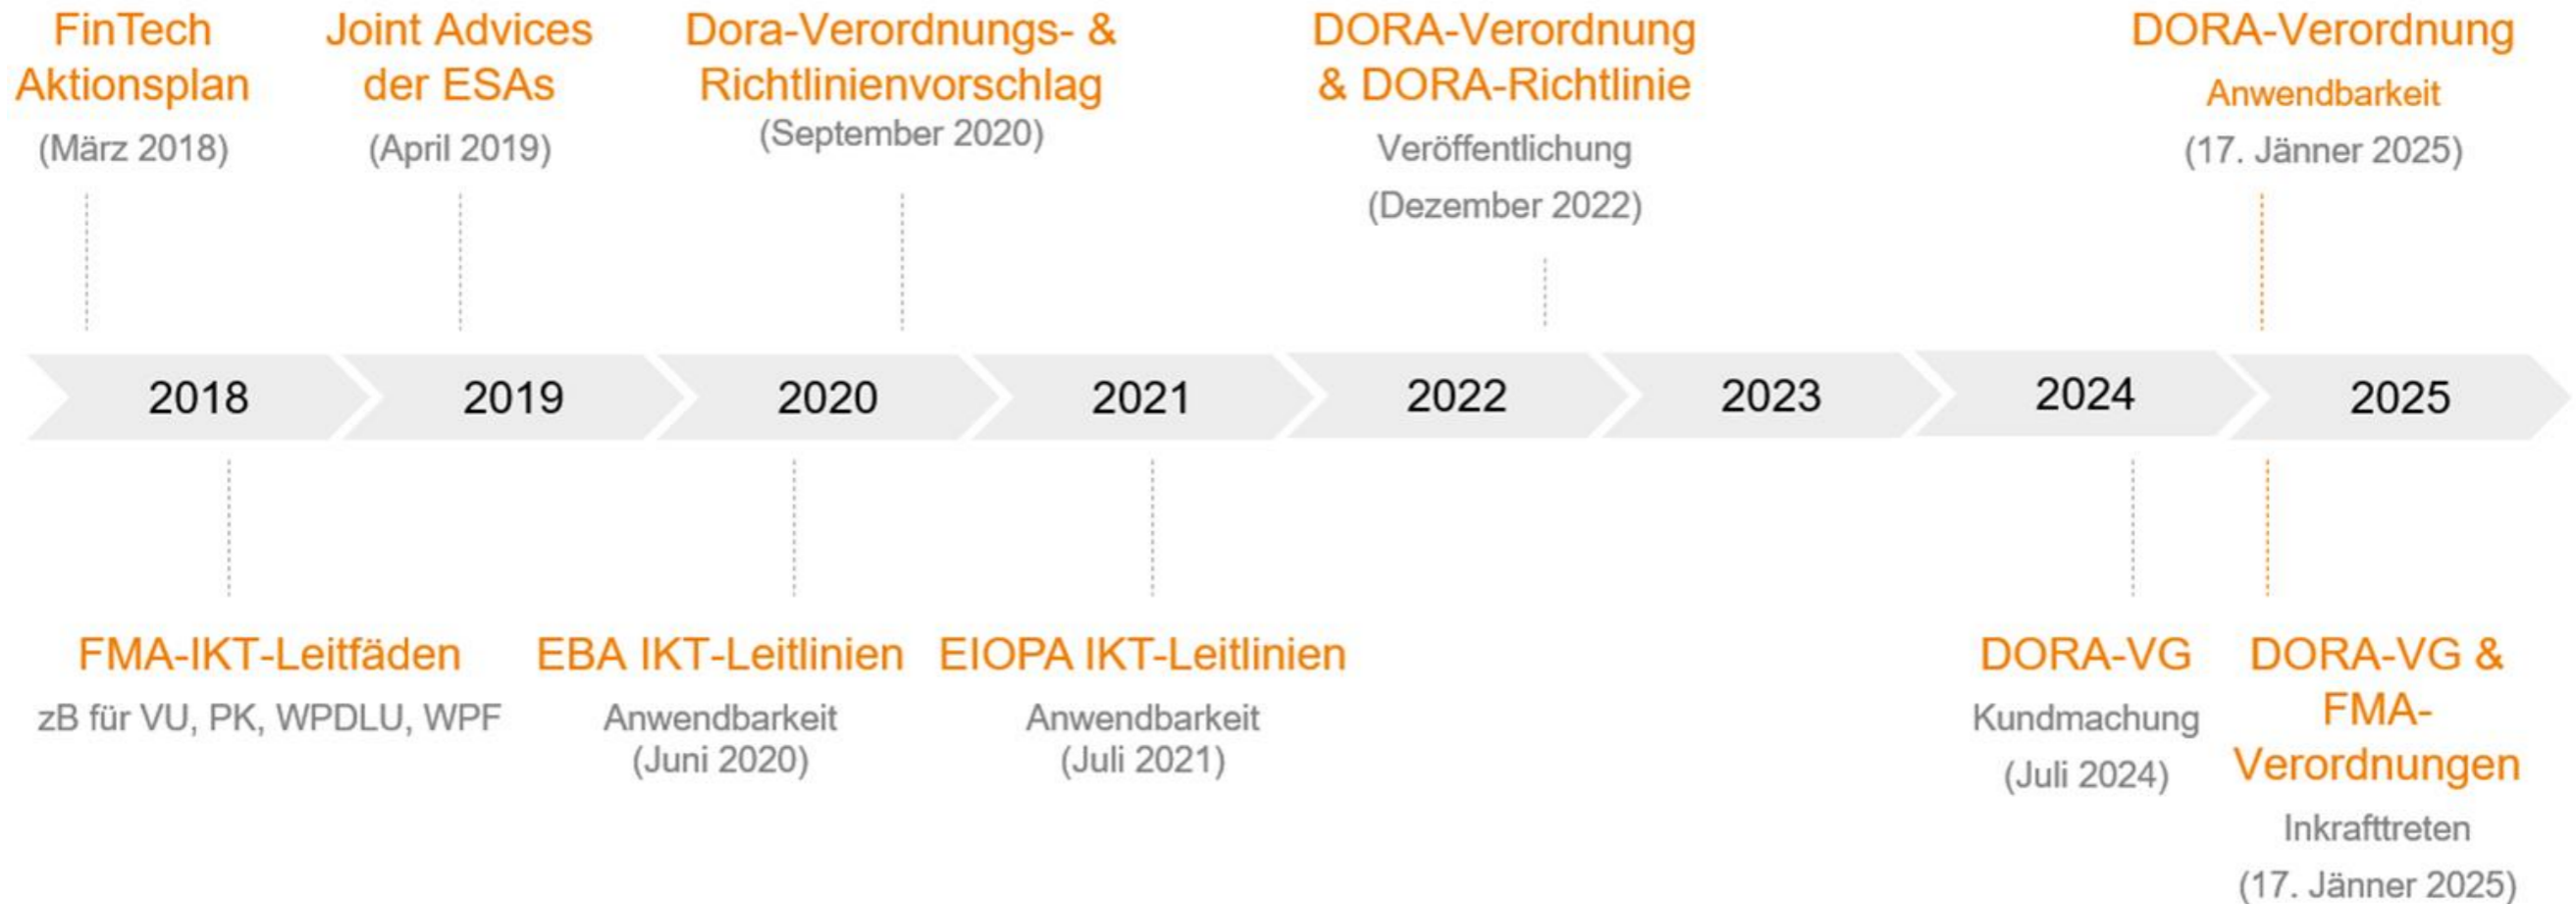 FinTech
Aktionsplan
(März 2018)
Joint Advices
der ESAs
(April 2019)
Dora-Verordnungs- &
Richtlinienvorschlag
(September 2020)
DORA-Verordnung
& DORA-Richtlinie
Veröffentlichung
(Dezember 2022)
DORA-Verordnung
Anwendbarkeit
(17. Jänner 2025)
2018
2019
2020
2021
2022
2023
2024
2025
FMA-IKT-Leitfäden
zB für VU, PK, WPDLU, WPF
EBA IKT-Leitlinien
Anwendbarkeit
(Juni 2020)
EIOPA IKT-Leitlinien
Anwendbarkeit
(Juli 2021)
DORA-VG
Kundmachung
(Juli 2024)
DORA-VG &
FMA-
Verordnungen
Inkrafttreten
(17. Jänner 2025)